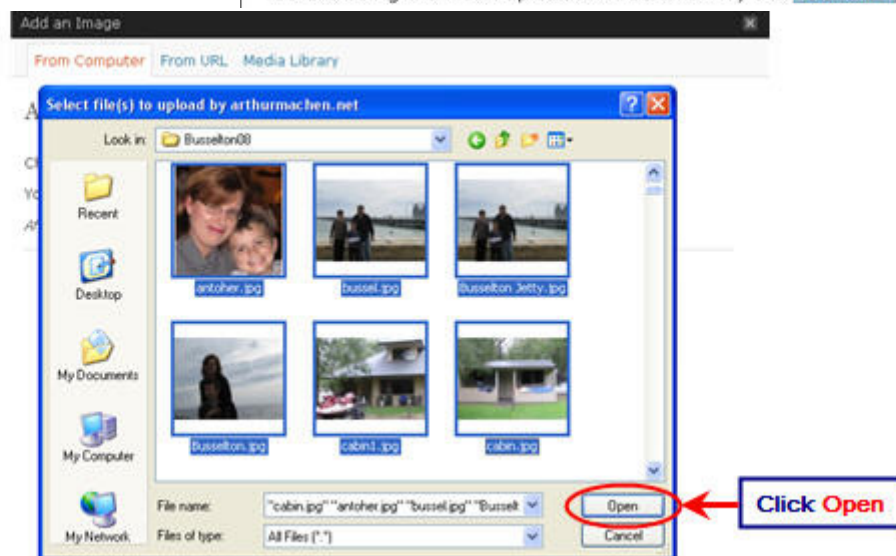 Add an Image
From Computer From URL Media Library
Select file(s) to upload by arthurmachen.net
Look in: Busselton08
Recent
Desktop
My Documents
My Computer
My Network
antoher.jpg bussel.jpg Busselton Jetty.jpg
Busselton.jpg cabin1.jpg cabin.jpg
File name: "cabin.jpg" "antoher.jpg" "bussel.jpg" "Busselt
Open
Files of type: All Files (*.*)
Cancel
Click Open